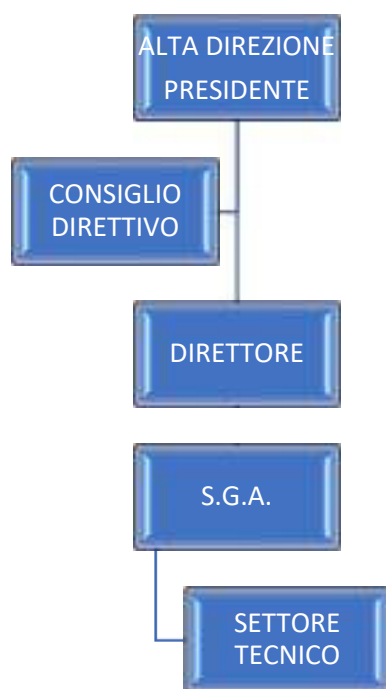 ALTA DIREZIONE
PRESIDENTE
CONSIGLIO
DIRETTIVO
DIRETTORE
S.G.A.
SETTORE
TECNICO